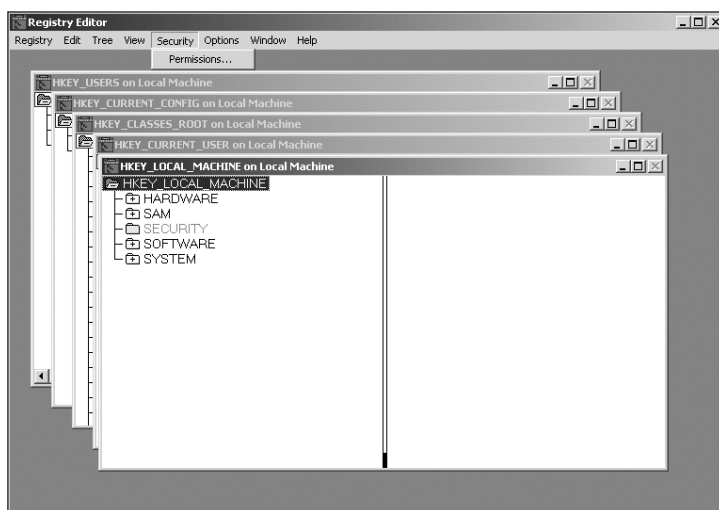 Registry Editor
Registry Edit Tree View Security Options Window Help
Permissions...
HKEY_USERS on Local Machine
HKEY_CURRENT_CONFIG on Local Machine
HKEY_CLASSES_ROOT on Local Machine
HKEY_CURRENT_USER on Local Machine
HKEY_LOCAL_MACHINE on Local Machine
HKEY_LOCAL_MACHINE
HARDWARE
SAM
SECURITY
SOFTWARE
SYSTEM